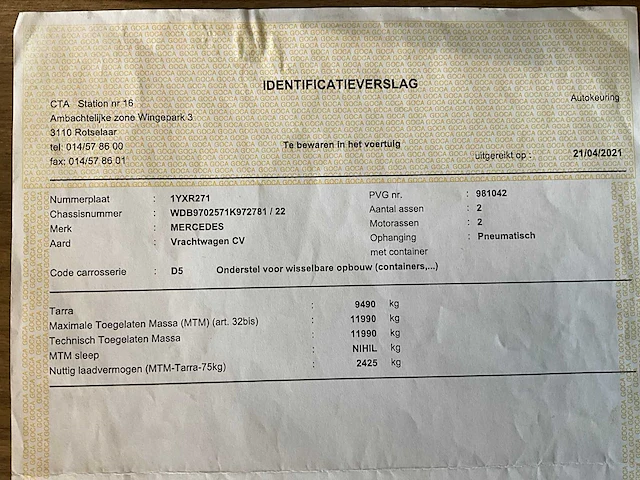 IDENTIFICATIEVERSLAG
CTA Station nr 16
Autokeuring
Ambachtelijke zone Wingepark 3
3110 Rotselaar
tel: 014/57 86 00
Te bewaren in het voertuig
fax: 014/57 86 01
uitgereikt op : 21/04/2021
Nummerplaat : 1YXR271
PVG nr. : 981042
Chassisnummer : WDB9702571K972781 / 22
Aantal assen : 2
Merk : MERCEDES
Motorassen : 2
Aard : Vrachtwagen CV
Ophanging : Pneumatisch
met container
Code carrosserie : D5 Onderstel voor wisselbare opbouw (containers,...)
Tarra : 9490 kg
Maximale Toegelaten Massa (MTM) (art. 32bis) : 11990 kg
Technisch Toegelaten Massa : 11990 kg
MTM sleep : NIHIL kg
Nuttig laadvermogen (MTM-Tarra-75kg) : 2425 kg